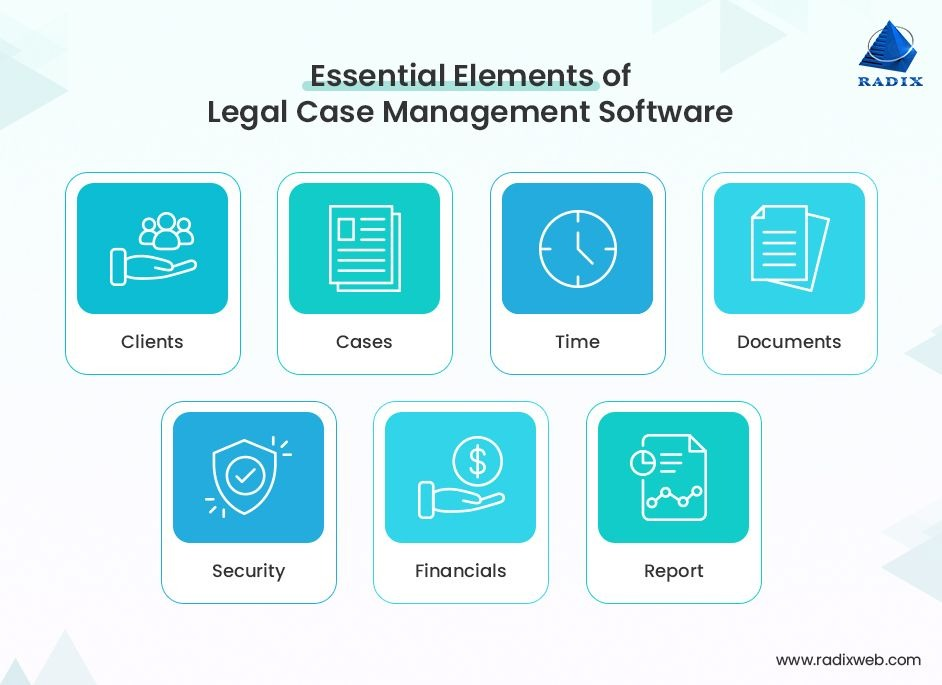 Essential Elements of
Legal Case Management Software
RADIX
Clients
Cases
Time
Documents
Security
Financials
Report
www.radixweb.com